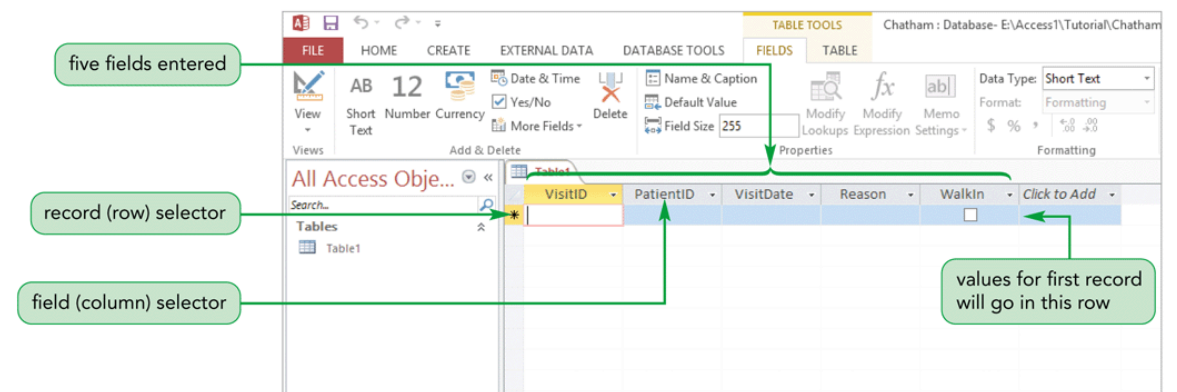 TABLE TOOLS
Chatham : Database- E:\Access1\Tutorial\Chatham
FILE HOME CREATE EXTERNAL DATA DATABASE TOOLS FIELDS TABLE
five fields entered
View
Views
AB
Short
Text
12
Number
Currency
Date & Time
Yes/No
More Fields
Delete
Add & Delete
Name & Caption
Default Value
Field Size 255
Modify
Lookups
fx
Modify
Expression
ab
Memo
Settings
Properties
Data Type: Short Text
Format: Formatting
$ % , .00 .00
Formatting
All Access Obje... «
Search...
Tables
Table1
Table1
VisitID PatientID VisitDate Reason WalkIn Click to Add
record (row) selector
field (column) selector
values for first record
will go in this row